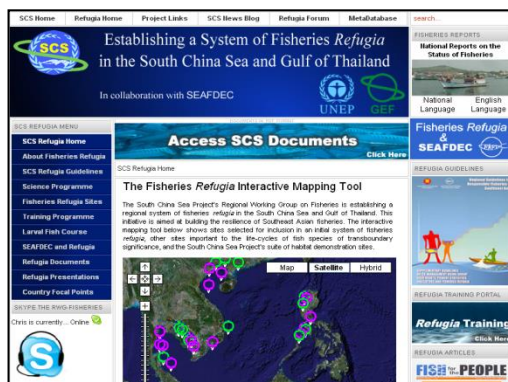 SCS Home Refugia Home Project Links SCS News Blog Refugia Forum MetaDatabase search...
SCS
Establishing a System of Fisheries Refugia
in the South China Sea and Gulf of Thailand
In collaboration with SEAFDEC
UNEP
GEF
FISHERIES REPORTS
National Reports on the
Status of Fisheries
National Language
English Language
Fisheries Refugia
&
SEAFDEC
SCS REFUGIA MENU
SCS Refugia Home
About Fisheries Refugia
SCS Refugia Guidelines
Science Programme
Fisheries Refugia Sites
Training Programme
Larval Fish Course
SEAFDEC and Refugia
Refugia Documents
Refugia Presentations
Country Focal Points
SKYPE THE RWG-FISHERIES
Chris is currently... Online
Access SCS Documents
Click Here
SCS Refugia Home
The Fisheries Refugia Interactive Mapping Tool
The South China Sea Project's Regional Working Group on Fisheries is establishing a
regional system of fisheries refugia in the South China Sea and Gulf of Thailand. This
initiative is aimed at building the resilience of Southeast Asian fisheries. The interactive
mapping tool below shows sites selected for inclusion in an initial system of fisheries
refugia, other sites important to the life-cycles of fish species of transboundary
significance, and the South China Sea Project's suite of habitat demonstration sites.
Map Satellite Hybrid
REFUGIA GUIDELINES
REFUGIA TRAINING PORTAL
Refugia Training
Click Here
REFUGIA ARTICLES
FISH for the PEOPLE